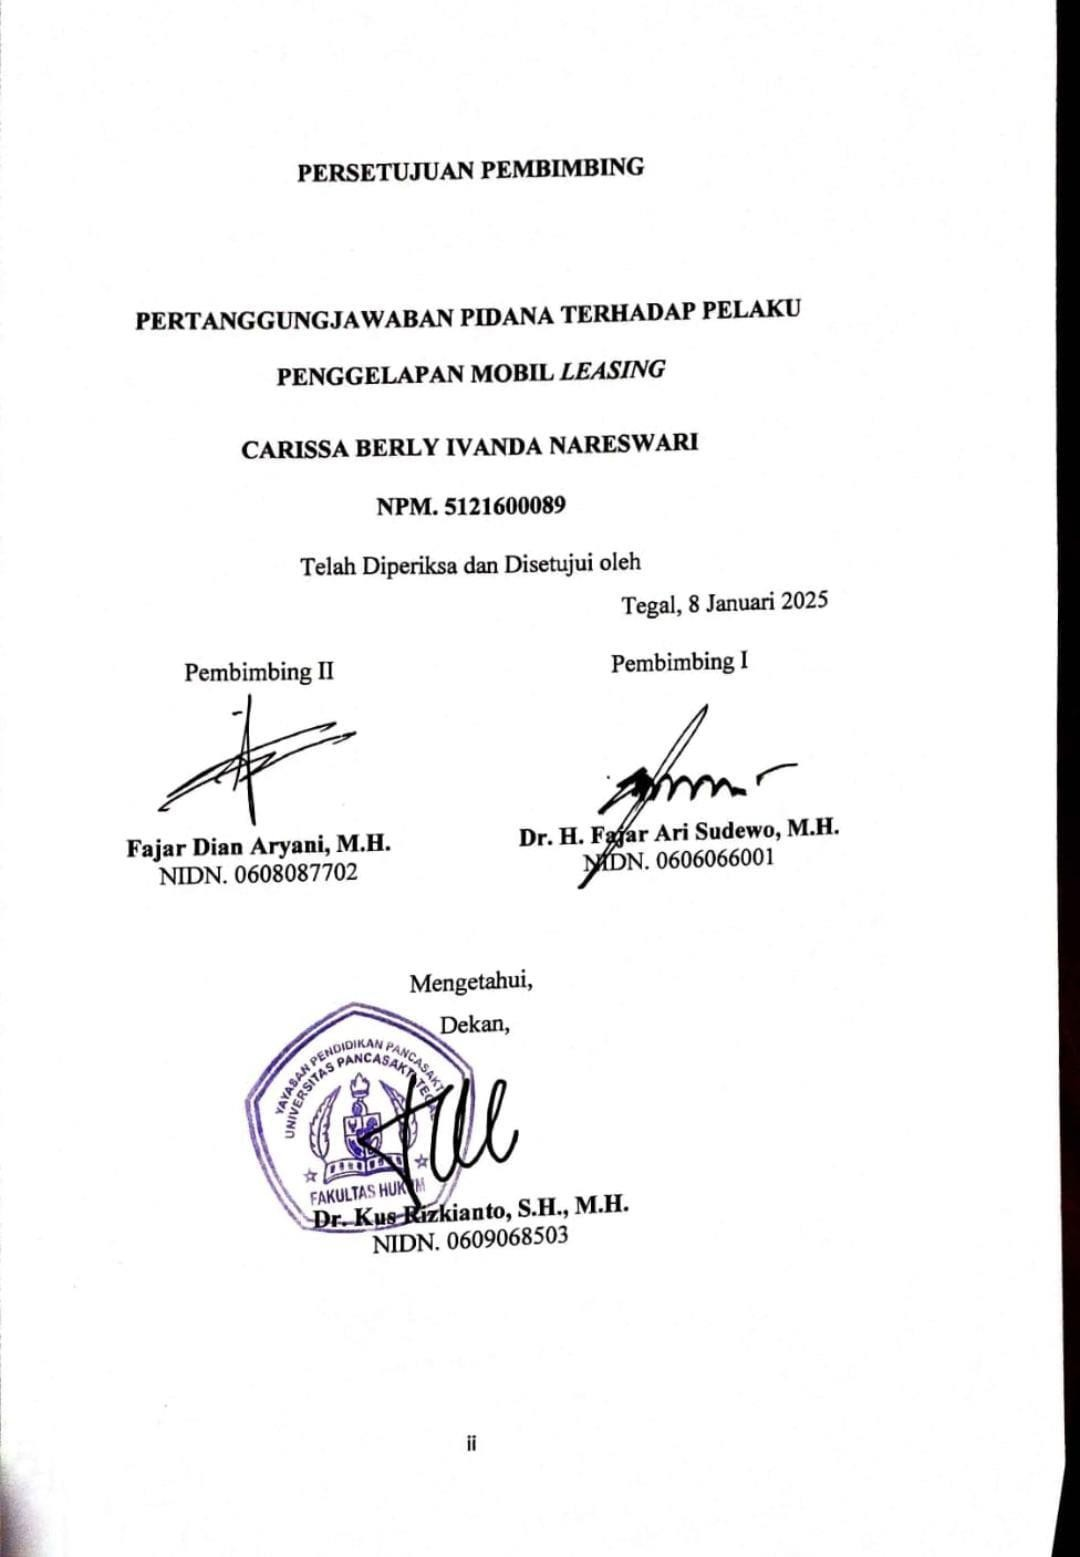 PERSETUJUAN PEMBIMBING
PERTANGGUNGJAWABAN PIDANA TERHADAP PELAKU
PENGGELAPAN MOBIL LEASING
CARISSA BERLY IVANDA NARESWARI
NPM. 5121600089
Telah Diperiksa dan Disetujui oleh
Tegal, 8 Januari 2025
Pembimbing II
Pembimbing I
Fajar Dian Aryani, M.H.
NIDN. 0608087702
Dr. H. Fajar Ari Sudewo, M.H.
NIDN. 0606066001
Mengetahui,
Dekan,
YAYASAN PENDIDIKAN PANCASAKTI
UNIVERSITAS PANCASAKTI TEGAL
FAKULTAS HUKUM
Dr. Kus Rizkianto, S.H., M.H.
NIDN. 0609068503
ii